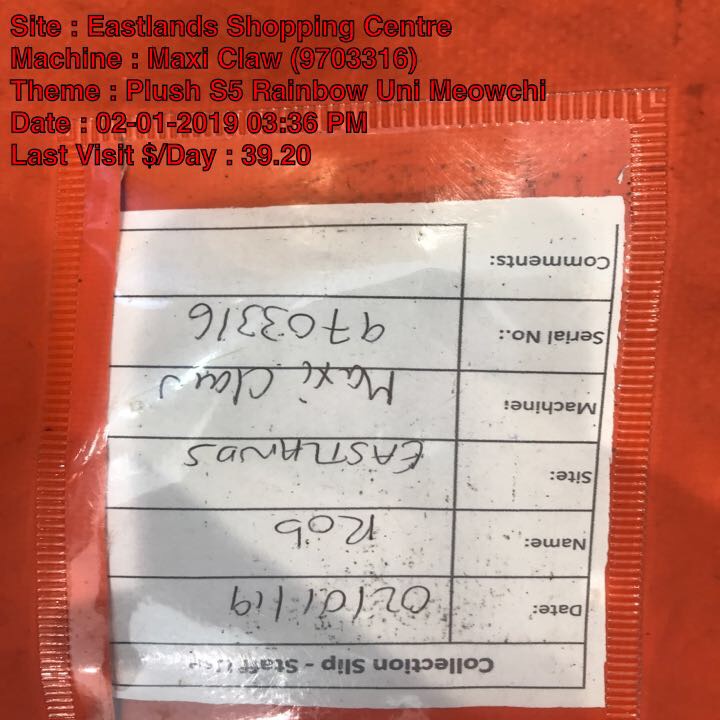 Site : Eastlands Shopping Centre
Machine : Maxi Claw (9703316)
Theme : Plush S5 Rainbow Uni Meowchi
Date : 02-01-2019 03:36 PM
Last Visit $/Day : 39.20
Collection Slip - Staff Use
Date: 02/01/19
Name: Rob
Site: EASTLANDS
Machine: Maxi Claw
Serial No.: 9703316
Comments: